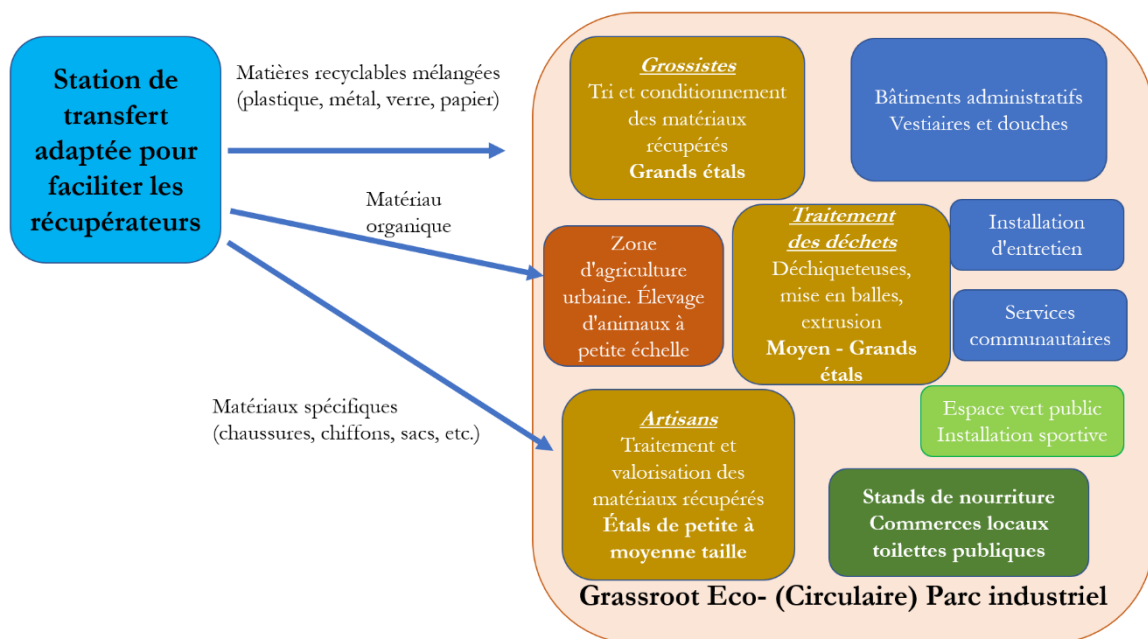 Station de
transfert
adaptée pour
faciliter les
récupérateurs
Matières recyclables mélangées
(plastique, métal, verre, papier)
Matériau
organique
Matériaux spécifiques
(chaussures, chiffons, sacs, etc.)
Grossistes
Tri et conditionnement
des matériaux
récupérés
Grands étals
Bâtiments administratifs
Vestiaires et douches
Zone
d'agriculture
urbaine. Élevage
d'animaux à
petite échelle
Traitement
des déchets
Déchiqueteuses,
mise en balles,
extrusion
Moyen - Grands
étals
Installation
d'entretien
Services
communautaires
Artisans
Traitement et
valorisation des
matériaux récupérés
Étals de petite à
moyenne taille
Espace vert public
Installation sportive
Stands de nourriture
Commerces locaux
toilettes publiques
Grassroot Eco- (Circulaire) Parc industriel